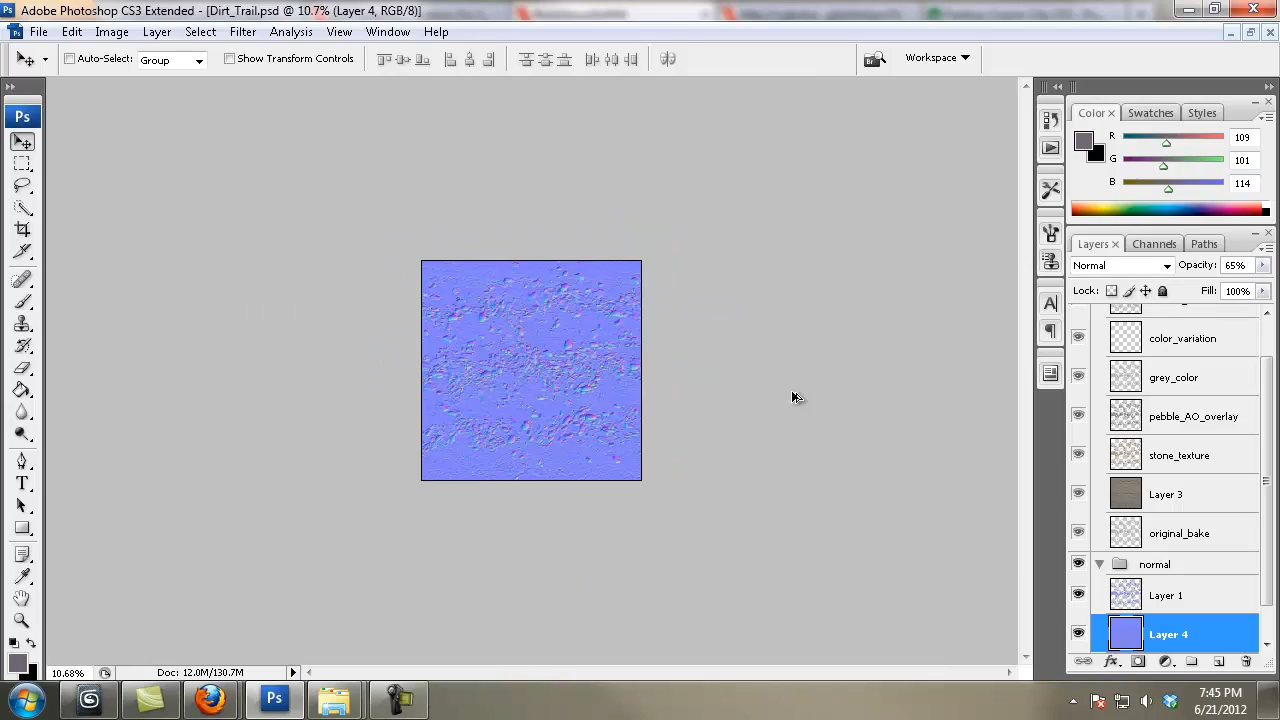 Adobe Photoshop CS3 Extended - [Dirt_Trail.psd @ 10.7% (Layer 4, RGB/8)]
Ps File Edit Image Layer Select Filter Analysis View Window Help
Auto-Select: Group Show Transform Controls Br Workspace
Ps
Color Swatches Styles
R 109
G 101
B 114
Layers Channels Paths
Normal Opacity: 65%
Lock: Fill: 100%
color_variation
grey_color
pebble_AO_overlay
stone_texture
Layer 3
original_bake
normal
Layer 1
Layer 4
T
A
10.68% Doc: 12.0M/130.7M
Ps
7:45 PM
6/21/2012